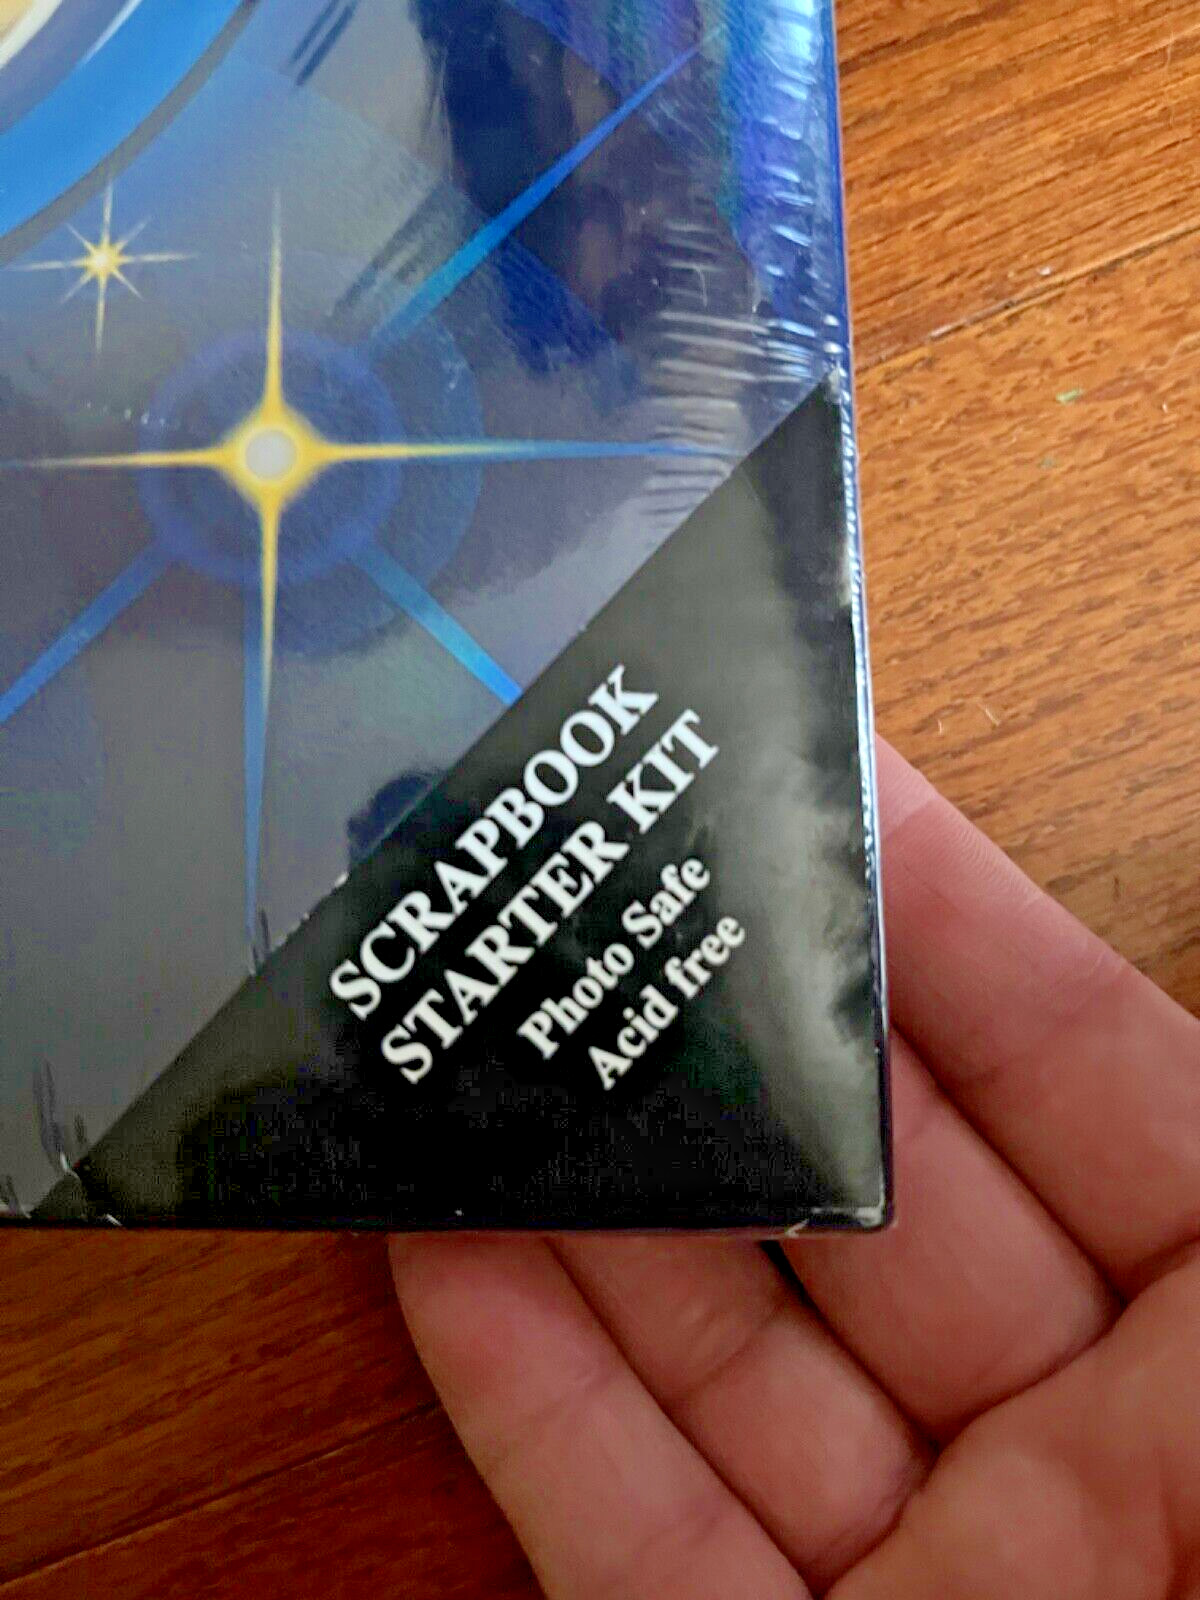 SCRAPBOOK
STARTER KIT
Photo Safe
Acid free